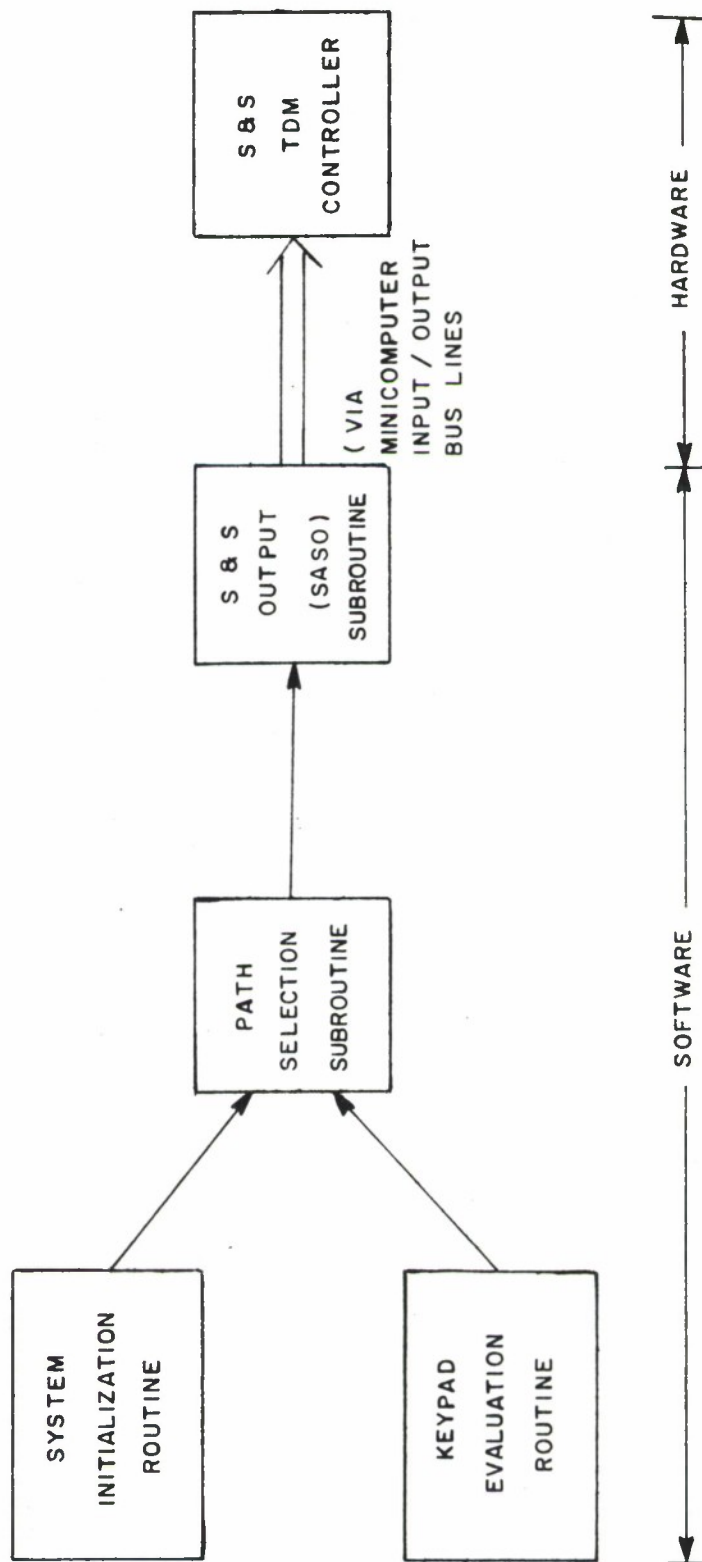 SYSTEM
INITIALIZATION
ROUTINE
KEYPAD
EVALUATION
ROUTINE
PATH
SELECTION
SUBROUTINE
S & S
OUTPUT
(SASO)
SUBROUTINE
(VIA
MINICOMPUTER
INPUT / OUTPUT
BUS LINES
S & S
TDM
CONTROLLER
SOFTWARE
HARDWARE